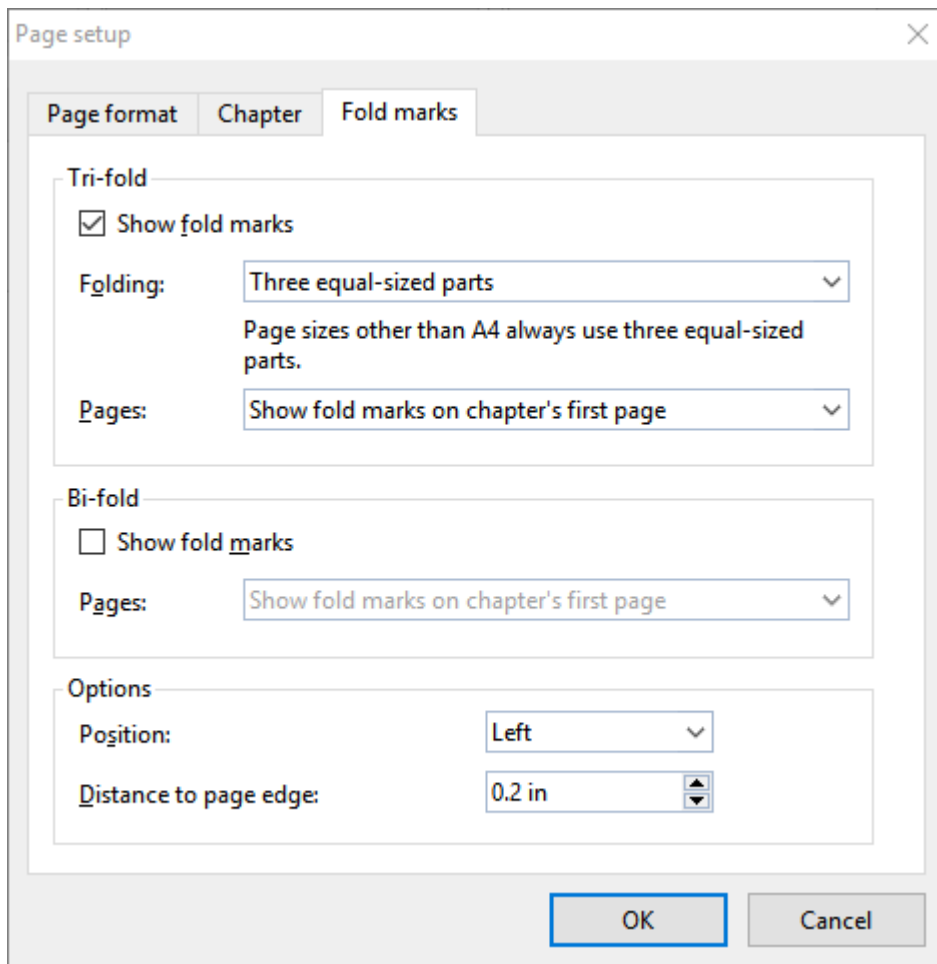 Page setup
Page format Chapter Fold marks
Tri-fold
Show fold marks
Folding: Three equal-sized parts
Page sizes other than A4 always use three equal-sized
parts.
Pages: Show fold marks on chapter's first page
Bi-fold
Show fold marks
Pages: Show fold marks on chapter's first page
Options
Position: Left
Distance to page edge: 0.2 in
OK Cancel